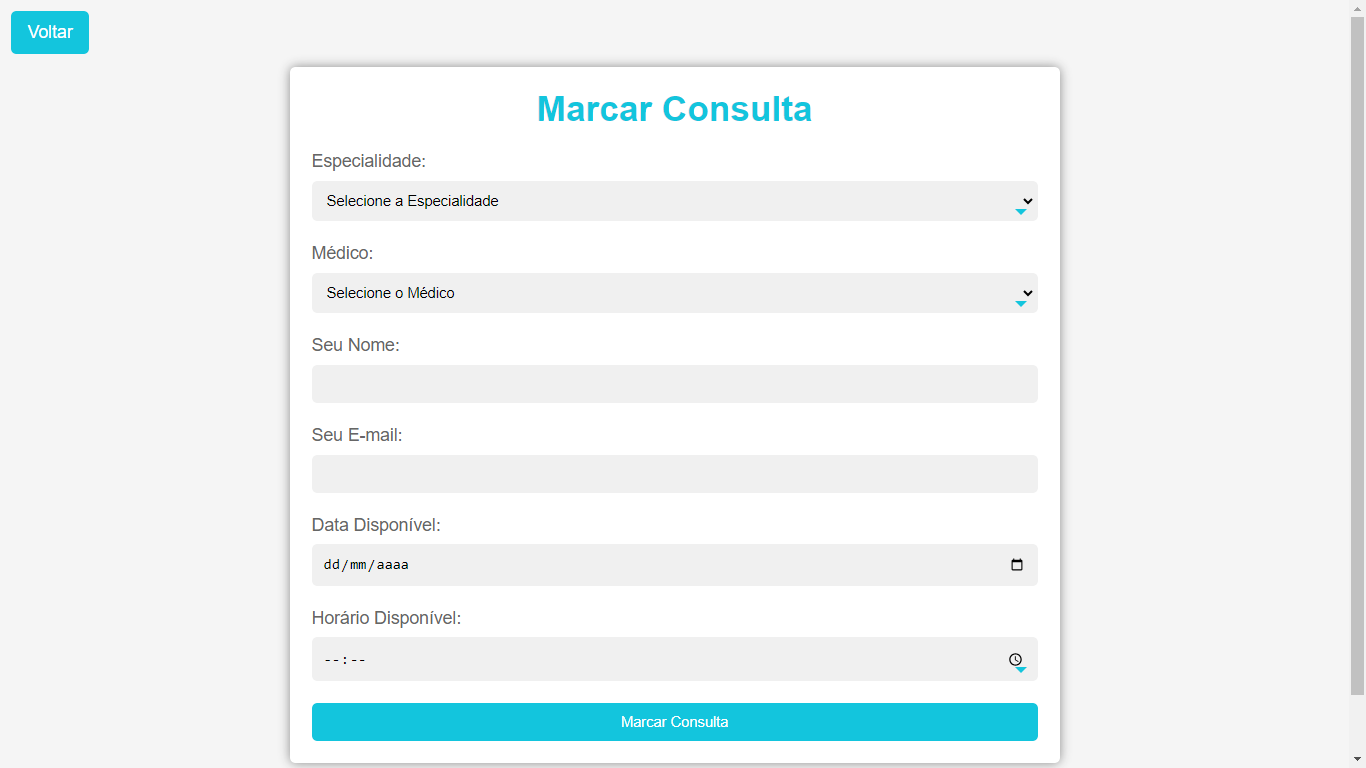 Voltar
Marcar Consulta
Especialidade:
Selecione a Especialidade
Médico:
Selecione o Médico
Seu Nome:
Seu E-mail:
Data Disponível:
dd/mm/aaaa
Horário Disponível:
--:--
Marcar Consulta